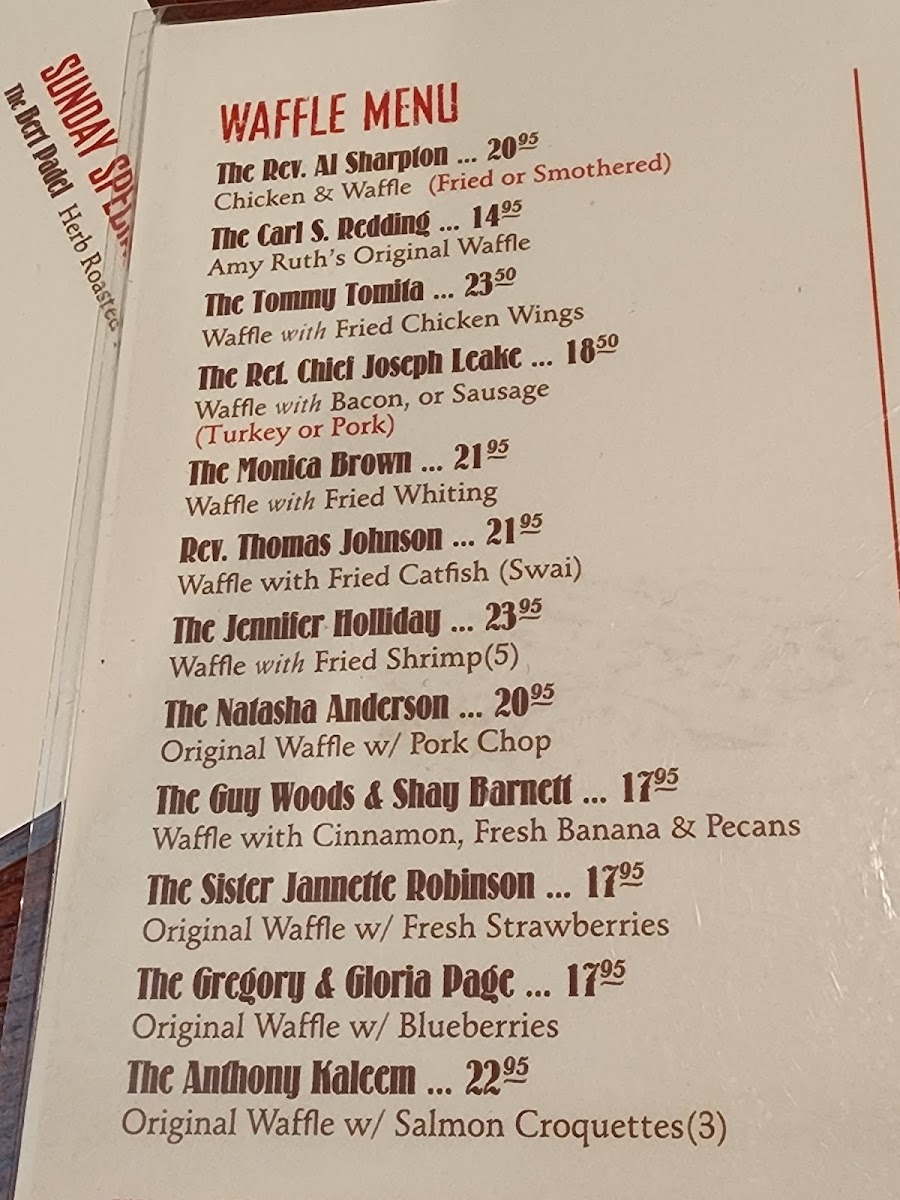 SUNDAY
The Bert Padel Herb Roasted
WAFFLE MENU
The Rev. Al Sharpton ... 20 95
Chicken & Waffle (Fried or Smothered)
The Carl S. Redding ... 14 95
Amy Ruth's Original Waffle
The Tommy Tomita ... 23 50
Waffle with Fried Chicken Wings
The Ret. Chief Joseph Leake ... 18 50
Waffle with Bacon, or Sausage
(Turkey or Pork)
The Monica Brown ... 21 95
Waffle with Fried Whiting
Rev. Thomas Johnson ... 21 95
Waffle with Fried Catfish (Swai)
The Jennifer Holliday ... 23 95
Waffle with Fried Shrimp(5)
The Natasha Anderson ... 20 95
Original Waffle w/ Pork Chop
The Guy Woods & Shay Barnett ... 17 95
Waffle with Cinnamon, Fresh Banana & Pecans
The Sister Jannette Robinson ... 17 95
Original Waffle w/ Fresh Strawberries
The Gregory & Gloria Page ... 17 95
Original Waffle w/ Blueberries
The Anthony Kaleem ... 22 95
Original Waffle w/ Salmon Croquettes(3)